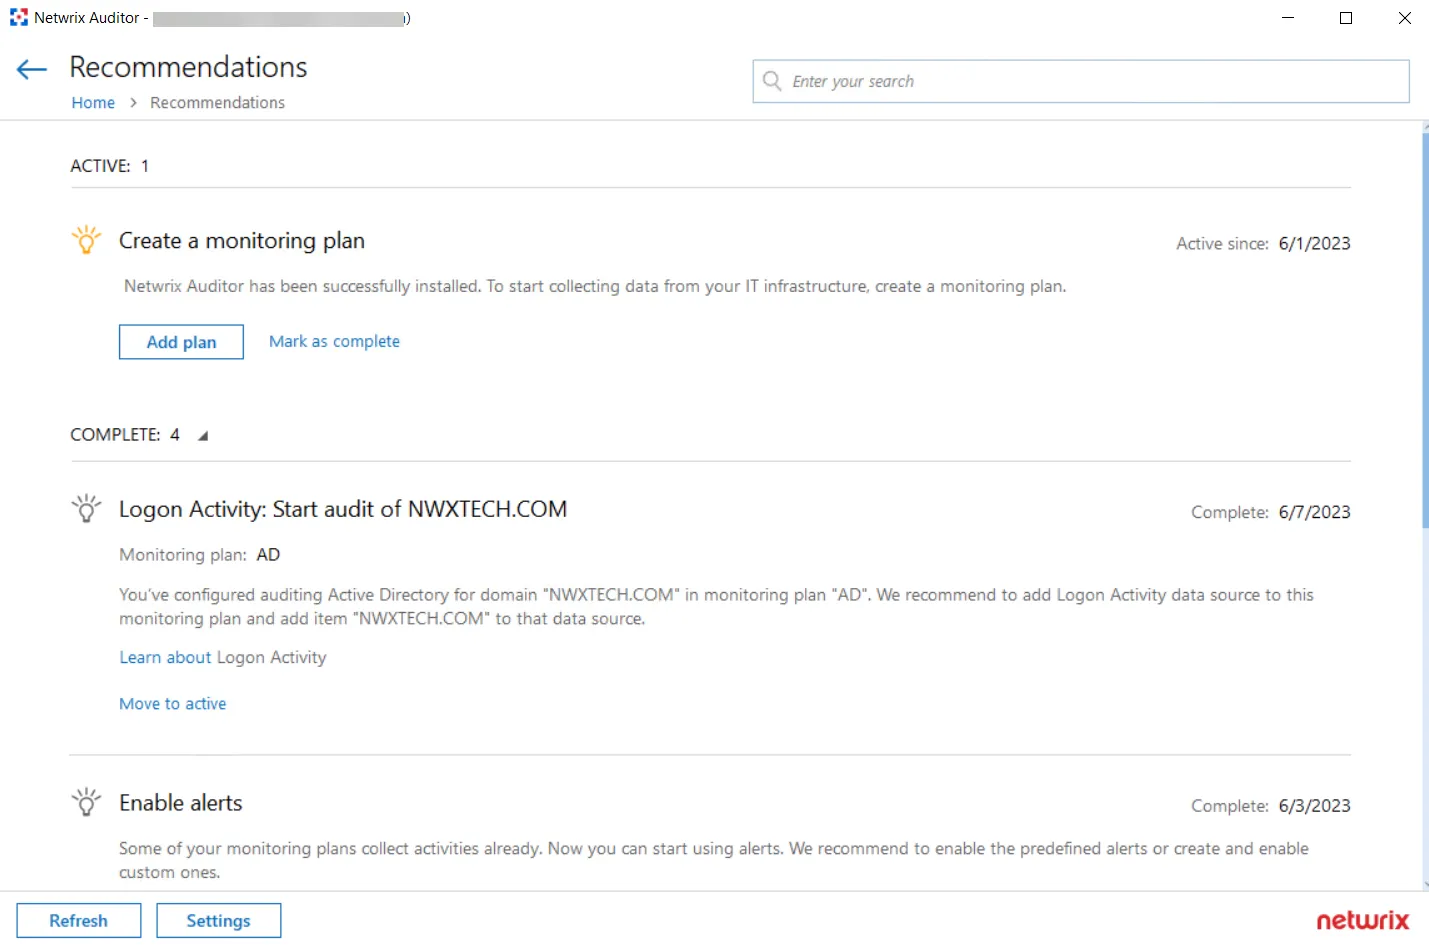 Netwrix Auditor - )
Recommendations
Home > Recommendations
Enter your search
ACTIVE: 1
Create a monitoring plan
Active since: 6/1/2023
Netwrix Auditor has been successfully installed. To start collecting data from your IT infrastructure, create a monitoring plan.
Add plan
Mark as complete
COMPLETE: 4
Logon Activity: Start audit of NWXTECH.COM
Complete: 6/7/2023
Monitoring plan: AD
You've configured auditing Active Directory for domain "NWXTECH.COM" in monitoring plan "AD". We recommend to add Logon Activity data source to this
monitoring plan and add item "NWXTECH.COM" to that data source.
Learn about Logon Activity
Move to active
Enable alerts
Complete: 6/3/2023
Some of your monitoring plans collect activities already. Now you can start using alerts. We recommend to enable the predefined alerts or create and enable
custom ones.
Refresh
Settings
netwrix